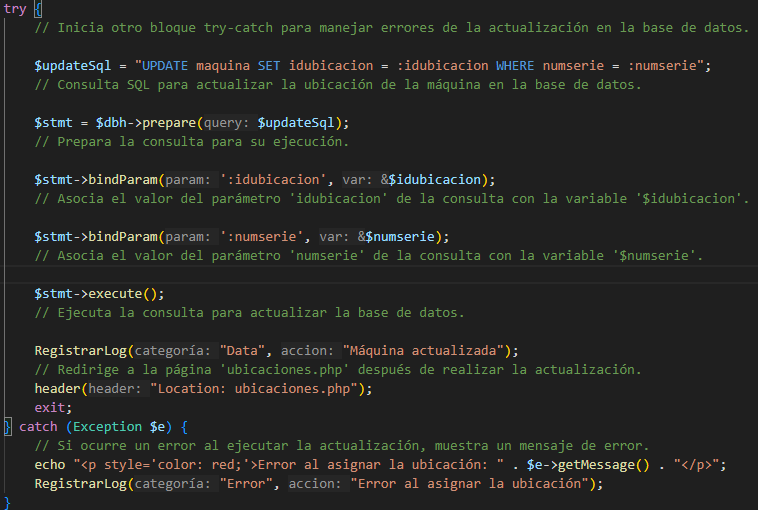 try {
    // Inicia otro bloque try-catch para manejar errores de la actualización en la base de datos.
    $updateSql = "UPDATE maquina SET idubicacion = :idubicacion WHERE numserie = :numserie";
    // Consulta SQL para actualizar la ubicación de la máquina en la base de datos.
    $stmt = $dbh->prepare(query: $updateSql);
    // Prepara la consulta para su ejecución.
    $stmt->bindParam(param: ':idubicacion', var: &$idubicacion);
    // Asocia el valor del parámetro 'idubicacion' de la consulta con la variable '$idubicacion'.
    $stmt->bindParam(param: ':numserie', var: &$numserie);
    // Asocia el valor del parámetro 'numserie' de la consulta con la variable '$numserie'.
    $stmt->execute();
    // Ejecuta la consulta para actualizar la base de datos.
    RegistrarLog(categoría: "Data", accion: "Máquina actualizada");
    // Redirige a la página 'ubicaciones.php' después de realizar la actualización.
    header(header: "Location: ubicaciones.php");
    exit;
} catch (Exception $e) {
    // Si ocurre un error al ejecutar la actualización, muestra un mensaje de error.
    echo "<p style='color: red;'>Error al asignar la ubicación: " . $e->getMessage() . "</p>";
    RegistrarLog(categoría: "Error", accion: "Error al asignar la ubicación");
}